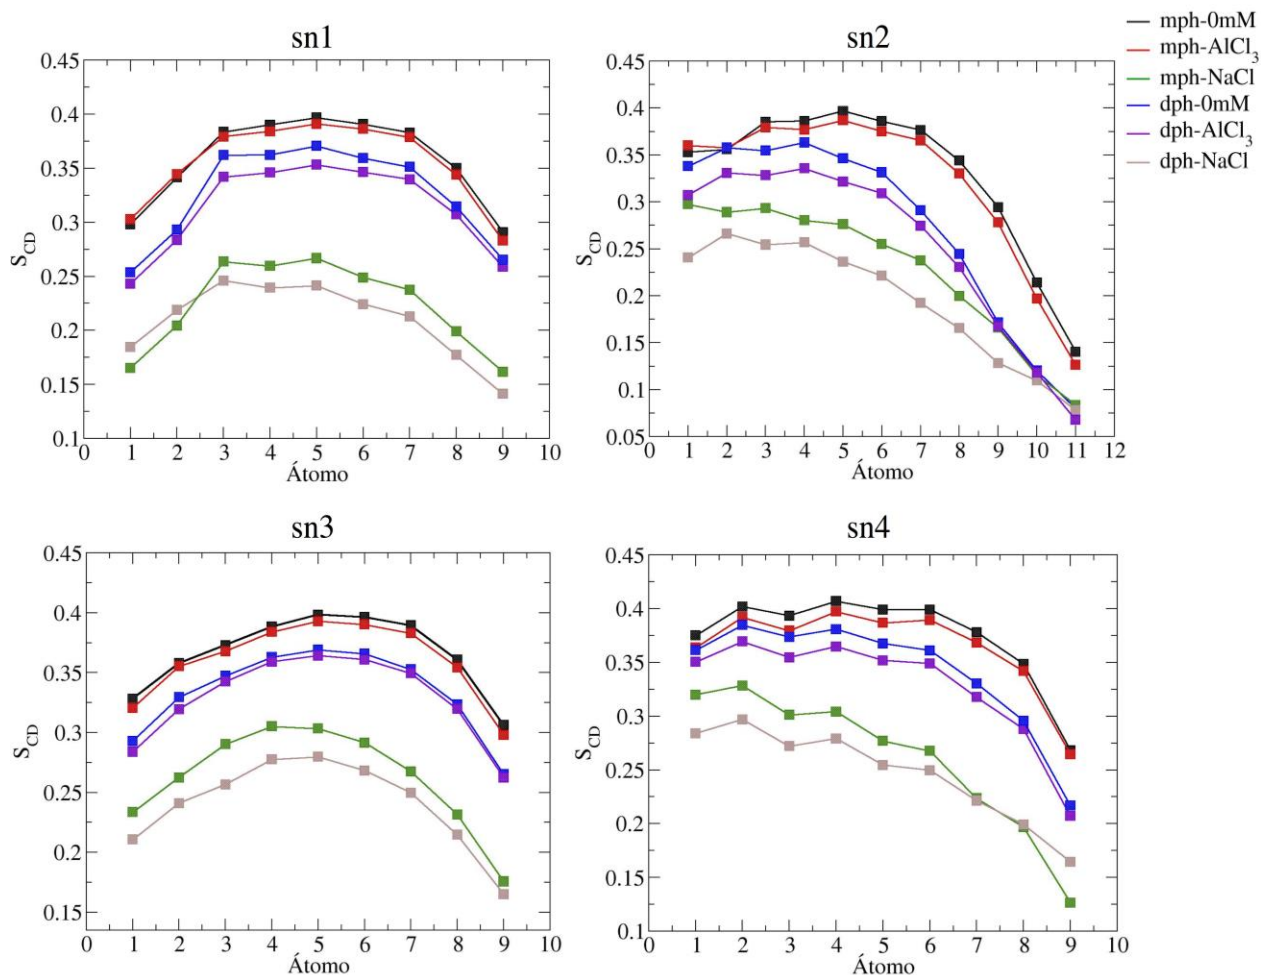 sn1
0.45
0.4
0.35
0.3
0.25
0.2
0.15
0.1
S_CD
0 1 2 3 4 5 6 7 8 9 10
Átomo
sn2
0.45
0.4
0.35
0.3
0.25
0.2
0.15
0.1
0.05
S_CD
0 1 2 3 4 5 6 7 8 9 10 11 12
Átomo
mph-0mM
mph-AlCl₃
mph-NaCl
dph-0mM
dph-AlCl₃
dph-NaCl
sn3
0.45
0.4
0.35
0.3
0.25
0.2
0.15
S_CD
0 1 2 3 4 5 6 7 8 9 10
Átomo
sn4
0.45
0.4
0.35
0.3
0.25
0.2
0.15
0.1
S_CD
0 1 2 3 4 5 6 7 8 9 10
Átomo